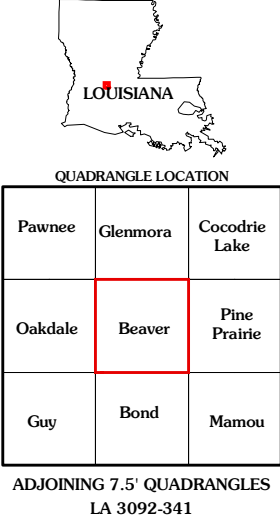 LOUISIANA
QUADRANGLE LOCATION
Pawnee
Glenmora
Cocodrie
Lake
Oakdale
Beaver
Pine
Prairie
Guy
Bond
Mamou
ADJOINING 7.5' QUADRANGLES
LA 3092-341